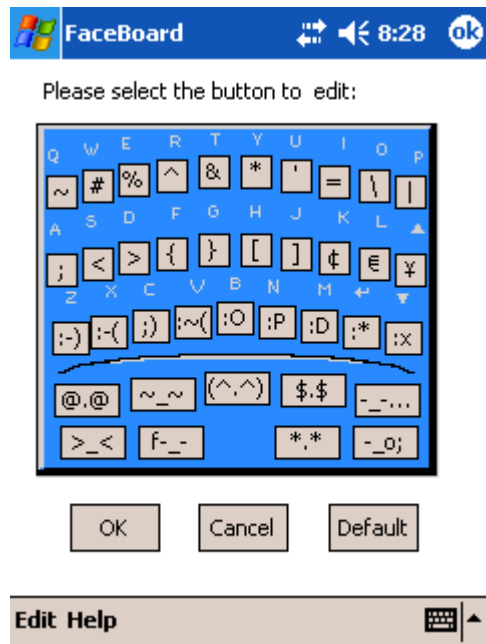 FaceBoard 8:28 ok
Please select the button to edit:
Q W E R T Y U I O P
~ # % ^ & * ' = \ |
A S D F G H J K L
; < > { } [ ] ¢ € ¥
Z X C V B N M
:-) :-( ;) :~( :O :P :D :* :x
@.@ ~_~ (^.^) $.$ -_-...
>_< f-_- *.* -_o;
OK Cancel Default
Edit Help